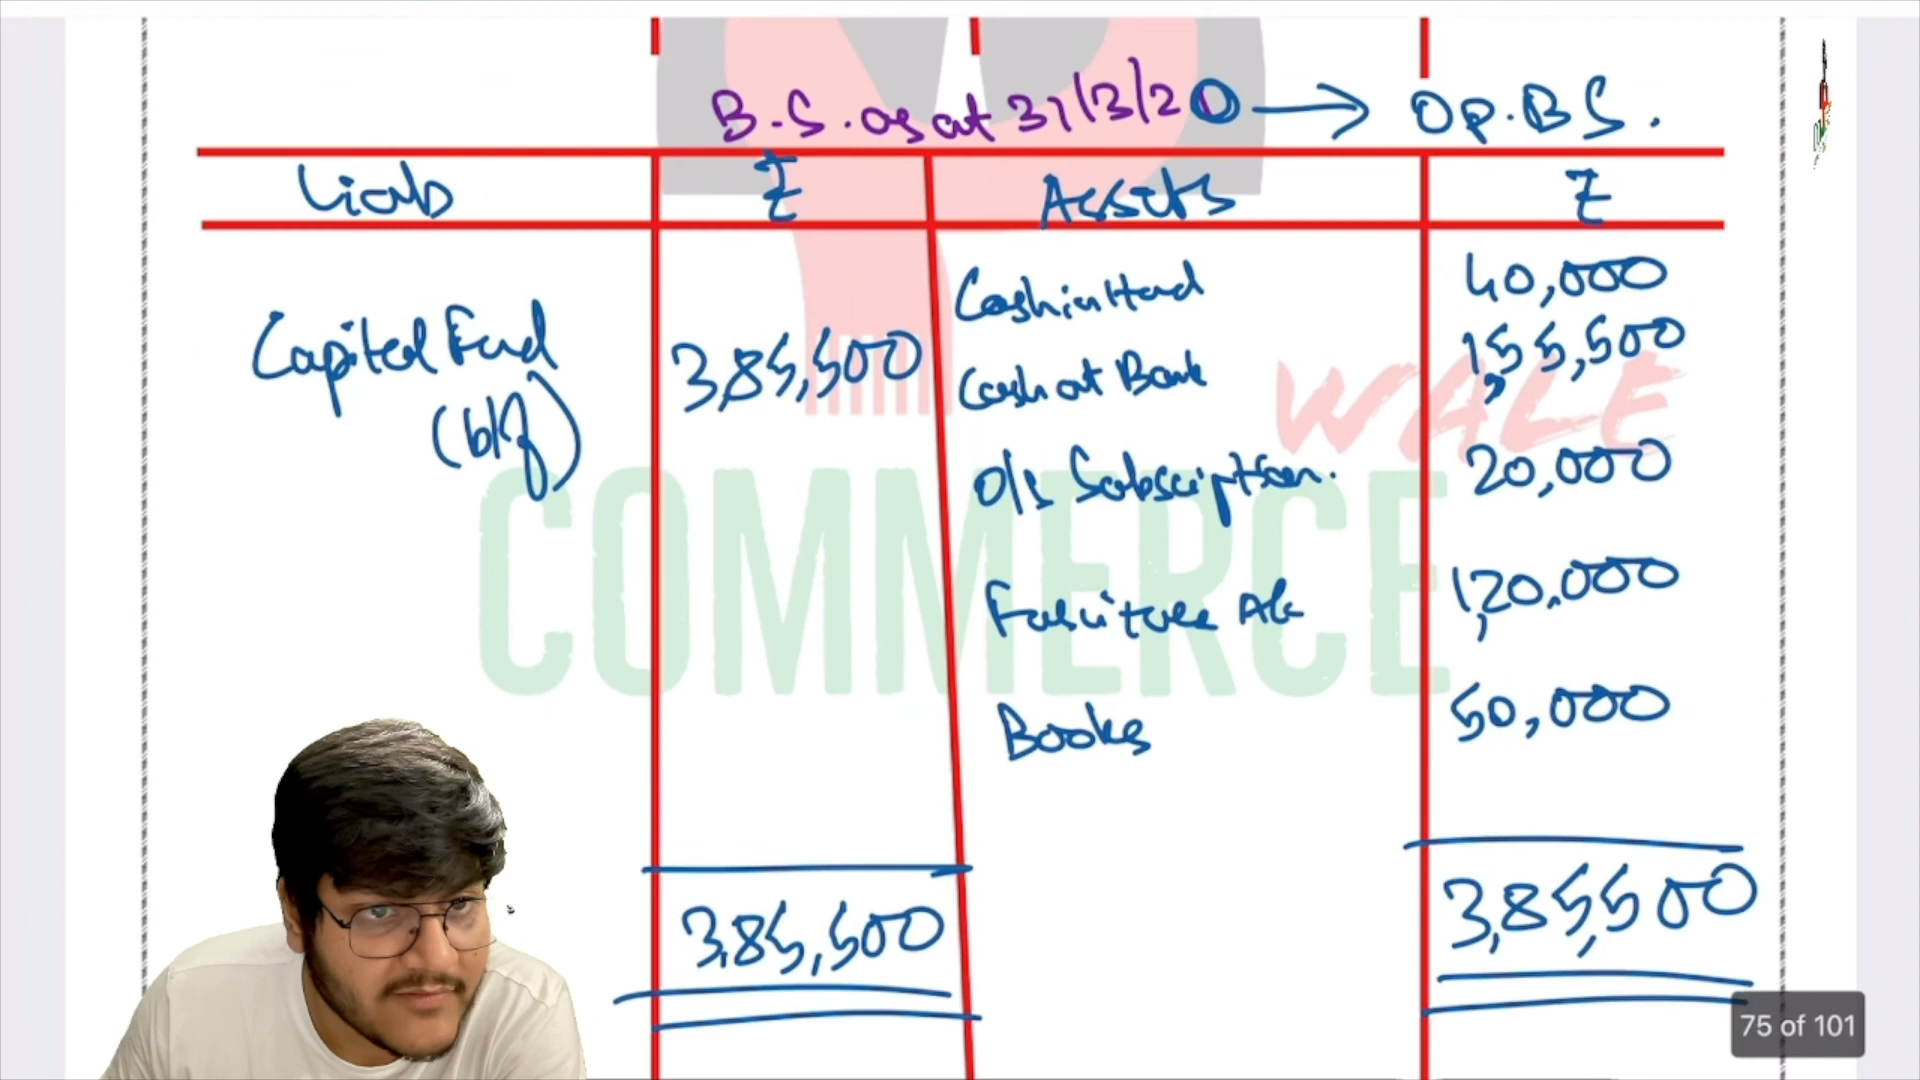 B.S. as at 31/3/20 → Op. B S.
Liab ₹ Assets ₹
Cash in Hand 40,000
Capital Fund 3,85,500 Cash at Bank 1,55,500
(b/f)
O/s Subscription. 20,000
Furniture A/c 1,20,000
Books 50,000
3,85,500 3,85,500
WALE
COMMERCE
75 of 101